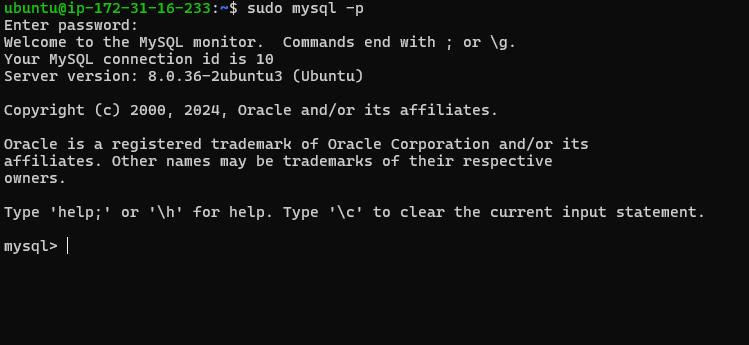 ubuntu@ip-172-31-16-233:~$ sudo mysql -p
Enter password:
Welcome to the MySQL monitor.  Commands end with ; or \g.
Your MySQL connection id is 10
Server version: 8.0.36-2ubuntu3 (Ubuntu)
Copyright (c) 2000, 2024, Oracle and/or its affiliates.
Oracle is a registered trademark of Oracle Corporation and/or its
affiliates. Other names may be trademarks of their respective
owners.
Type 'help;' or '\h' for help. Type '\c' to clear the current input statement.
mysql>